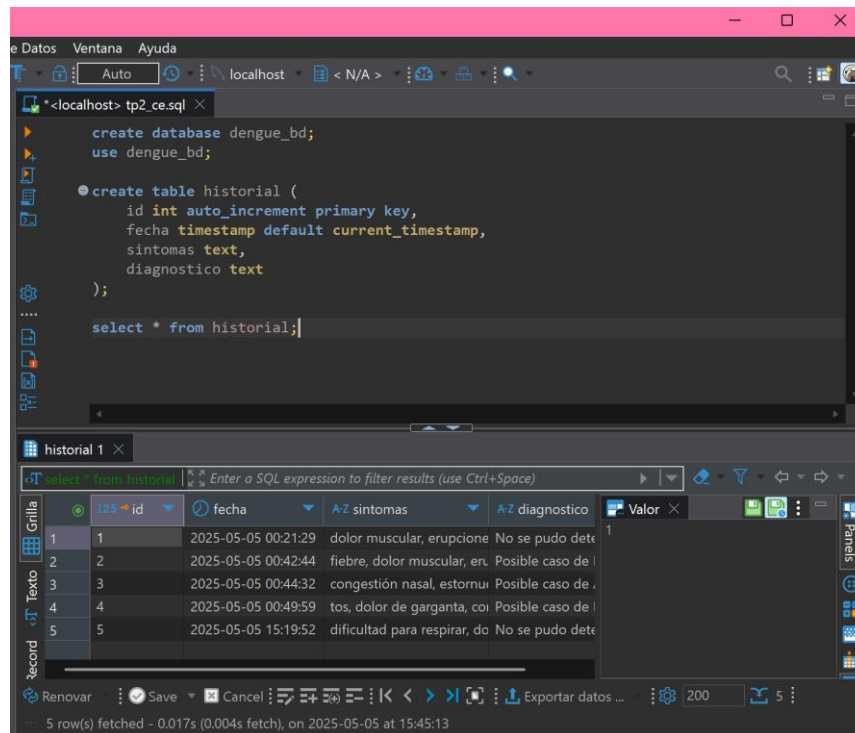 e Datos Ventana Ayuda
Auto localhost < N/A >
*<localhost> tp2_ce.sql
create database dengue_bd;
use dengue_bd;
create table historial (
id int auto_increment primary key,
fecha timestamp default current_timestamp,
sintomas text,
diagnostico text
);
select * from historial;
historial 1
select * from historial Enter a SQL expression to filter results (use Ctrl+Space)
Grilla
Texto
Record
123 id fecha A-Z sintomas A-Z diagnostico
1 1 2025-05-05 00:21:29 dolor muscular, erupcione No se pudo dete
2 2 2025-05-05 00:42:44 fiebre, dolor muscular, eru Posible caso de
3 3 2025-05-05 00:44:32 congestión nasal, estornu Posible caso de
4 4 2025-05-05 00:49:59 tos, dolor de garganta, co Posible caso de
5 5 2025-05-05 15:19:52 dificultad para respirar, do No se pudo dete
Valor
1
Panels
Renovar Save Cancel Exportar datos ... 200 5
5 row(s) fetched - 0.017s (0.004s fetch), on 2025-05-05 at 15:45:13